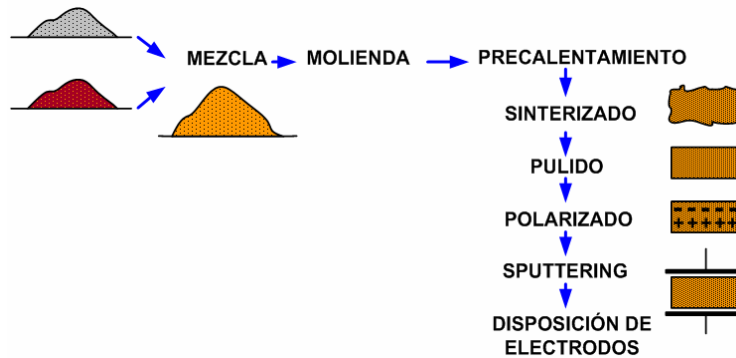 MEZCLA
MOLIENDA
PRECALENTAMIENTO
SINTERIZADO
PULIDO
POLARIZADO
SPUTTERING
DISPOSICIÓN DE
ELECTRODOS